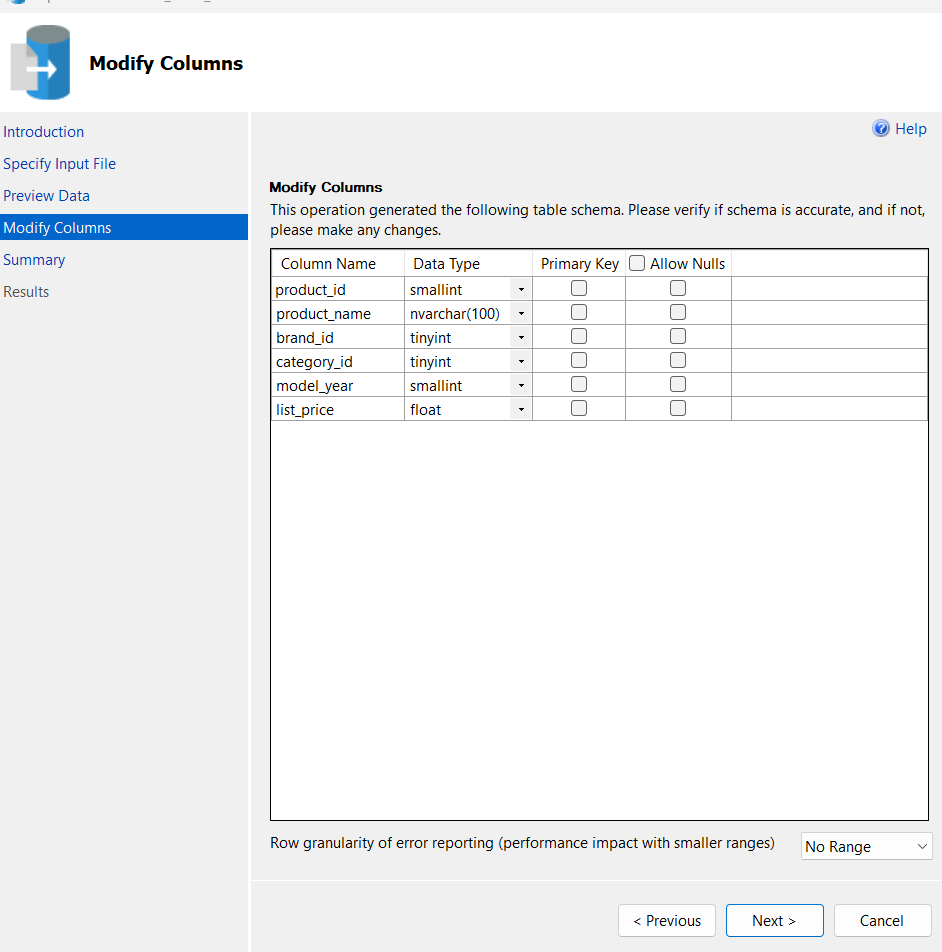 Modify Columns
Introduction
Help
Specify Input File
Preview Data
Modify Columns
Summary
Results
Modify Columns
This operation generated the following table schema. Please verify if schema is accurate, and if not,
please make any changes.
Column Name Data Type Primary Key Allow Nulls
product_id smallint
product_name nvarchar(100)
brand_id tinyint
category_id tinyint
model_year smallint
list_price float
Row granularity of error reporting (performance impact with smaller ranges) No Range
< Previous Next > Cancel